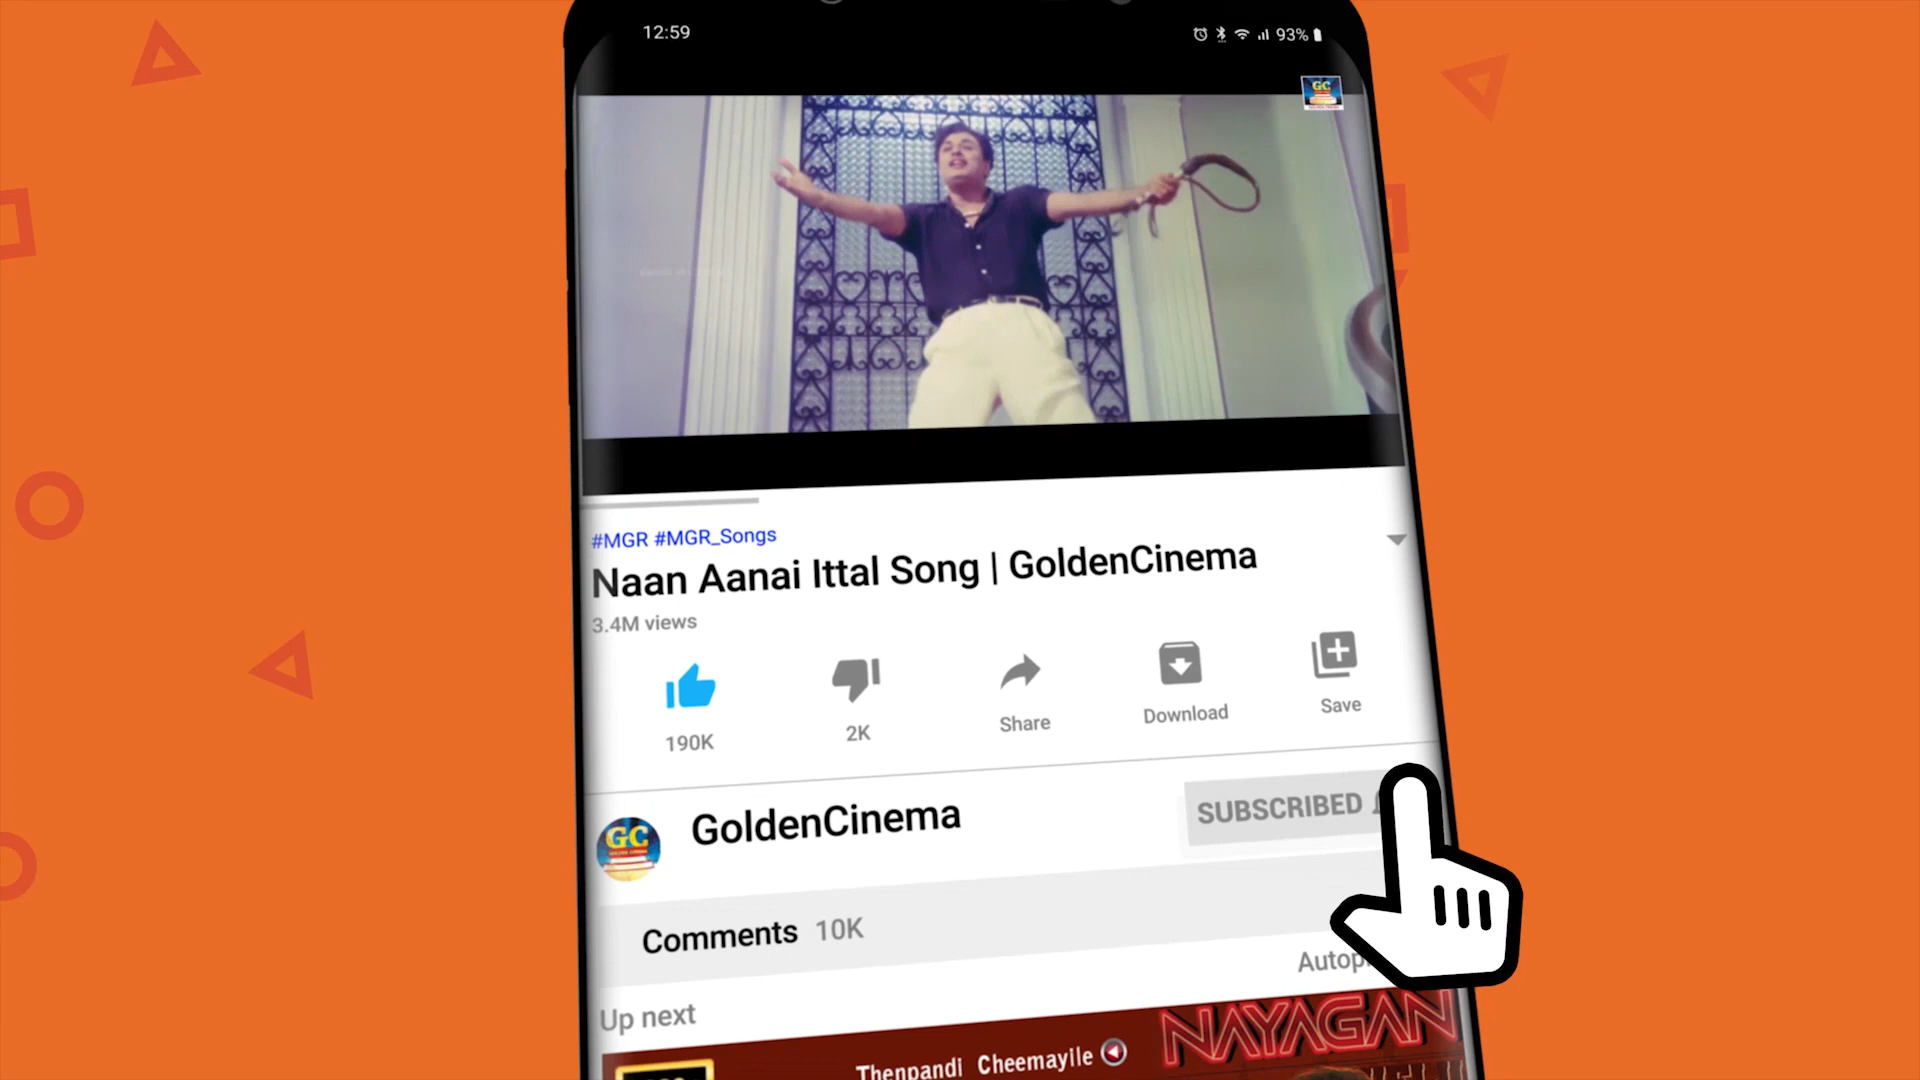 12:59
93%
GC
#MGR #MGR_Songs
Naan Aanai Ittal Song | GoldenCinema
3.4M views
190K
2K
Share
Download
Save
GC
GoldenCinema
SUBSCRIBED
Comments 10K
Up next
NAYAGAN
Thenpandi Cheemayile